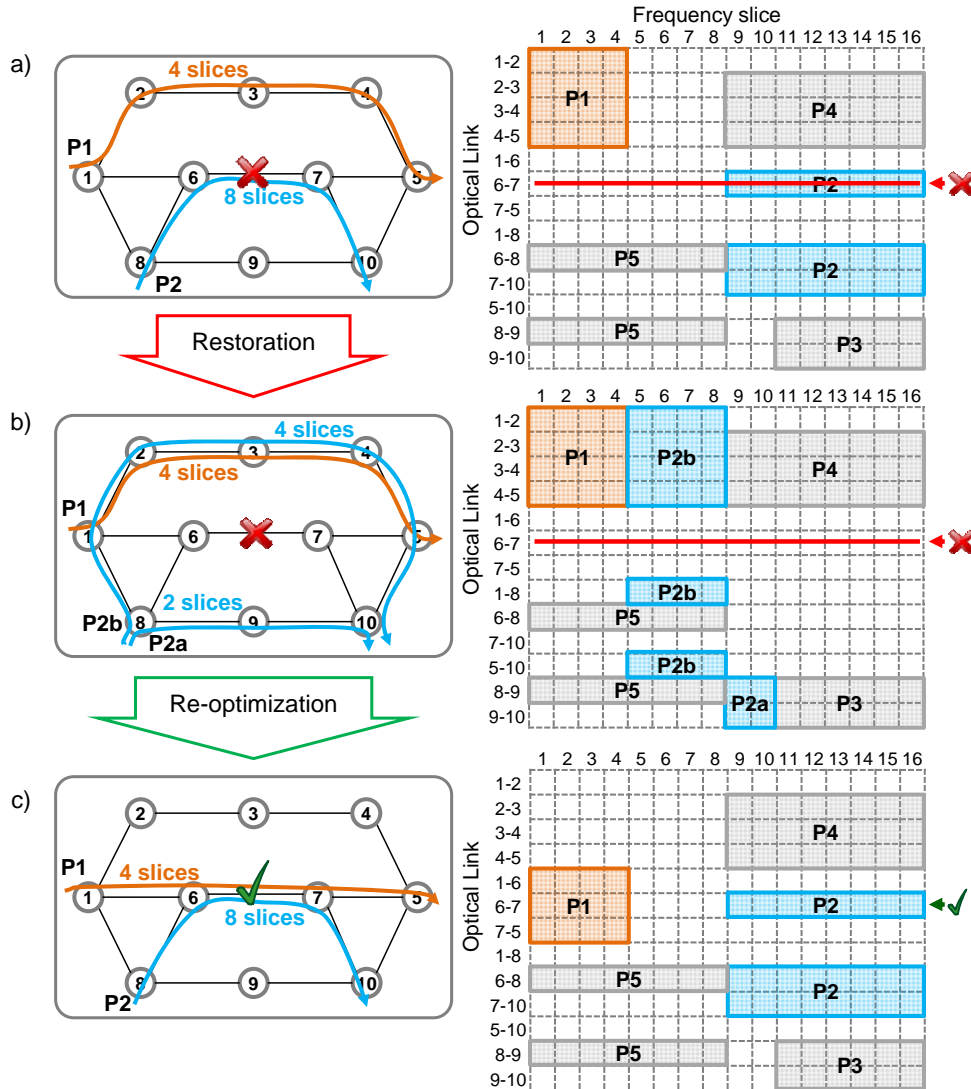 Frequency slice
1 2 3 4 5 6 7 8 9 10 11 12 13 14 15 16
a)
4 slices
2 3 4
P1
1 6 7 5
8 slices
8 9 10
P2
Optical Link
1-2
2-3
3-4
4-5
1-6
6-7
7-5
1-8
6-8
7-10
5-10
8-9
9-10
P1
P4
P2
P5
P2
P5
P3
Restoration
b)
4 slices
2 3 4
4 slices
P1
1 6 7 5
2 slices
P2b 8 9 10
P2a
1 2 3 4 5 6 7 8 9 10 11 12 13 14 15 16
Optical Link
1-2
2-3
3-4
4-5
1-6
6-7
7-5
1-8
6-8
7-10
5-10
8-9
9-10
P1 P2b P4
P2b
P5
P2b
P5
P2a P3
Re-optimization
c)
2 3 4
P1
4 slices
1 6 7 5
8 slices
8 9 10
P2
1 2 3 4 5 6 7 8 9 10 11 12 13 14 15 16
Optical Link
1-2
2-3
3-4
4-5
1-6
6-7
7-5
1-8
6-8
7-10
5-10
8-9
9-10
P4
P1
P2
P5
P2
P5
P3